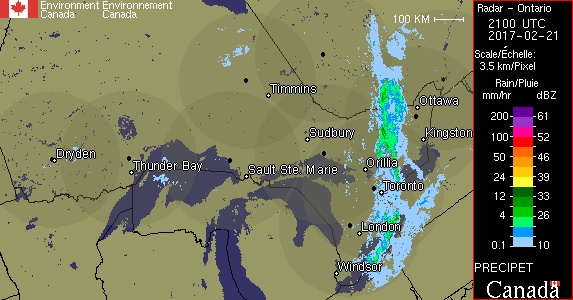 Environment Environnement
Canada Canada
100 KM
Timmins
Ottawa
Sudbury
Kingston
Dryden
Thunder Bay
Sault Ste. Marie
Orillia
Toronto
London
Windsor
Radar - Ontario
2100 UTC
2017-02-21
Scale/Échelle:
3.5 km/Pixel
Rain/Pluie
mm/hr dBZ
200 61
100 52
50 46
24 39
12 33
4 26
0.1 10
PRECIPET
Canada